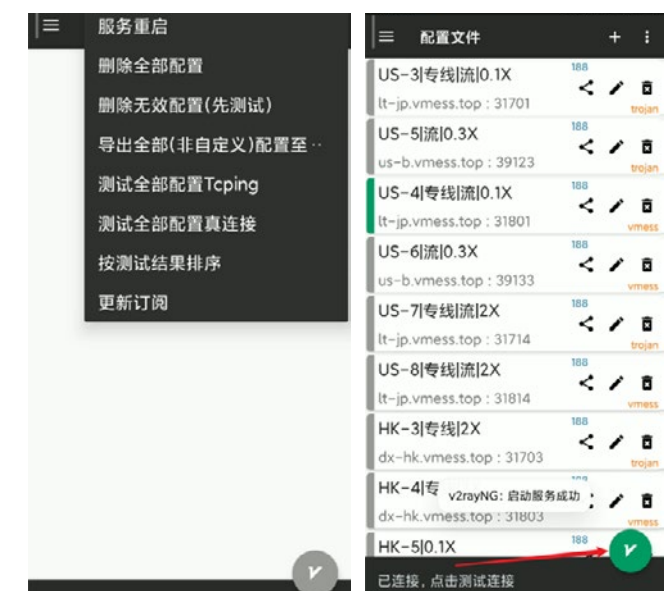 服务重启
删除全部配置
删除无效配置(先测试)
导出全部(非自定义)配置至…
测试全部配置Tcping
测试全部配置真连接
按测试结果排序
更新订阅
配置文件
US-3|专线|流|0.1X
188
lt-jp.vmess.top : 31701
trojan
US-5|流|0.3X
188
us-b.vmess.top : 39123
trojan
US-4|专线|流|0.1X
188
lt-jp.vmess.top : 31801
vmess
US-6|流|0.3X
188
us-b.vmess.top : 39133
vmess
US-7|专线|流|2X
188
lt-jp.vmess.top : 31714
trojan
US-8|专线|流|2X
188
lt-jp.vmess.top : 31814
vmess
HK-3|专线|2X
188
dx-hk.vmess.top : 31703
trojan
HK-4|专
v2rayNG: 启动服务成功
dx-hk.vmess.top : 31803
vmess
HK-5|0.1X
188
已连接, 点击测试连接